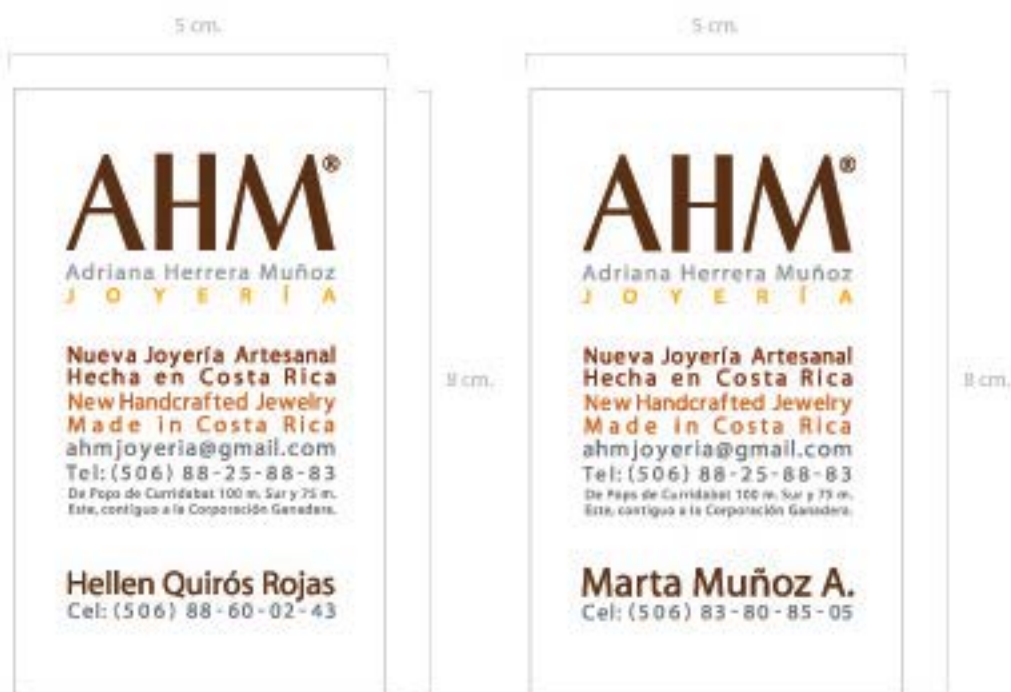 5 cm.
AHM®
Adriana Herrera Muñoz
JOYERÍA
Nueva Joyería Artesanal
Hecha en Costa Rica
New Handcrafted Jewelry
Made in Costa Rica
ahmjoyeria@gmail.com
Tel: (506) 88-25-88-83
De Pops de Curridabat 100 m. Sur y 75 m.
Este, contiguo a la Corporación Ganadera.
Hellen Quirós Rojas
Cel: (506) 88-60-02-43
8 cm.
5 cm.
AHM®
Adriana Herrera Muñoz
JOYERÍA
Nueva Joyería Artesanal
Hecha en Costa Rica
New Handcrafted Jewelry
Made in Costa Rica
ahmjoyeria@gmail.com
Tel: (506) 88-25-88-83
De Pops de Curridabat 100 m. Sur y 75 m.
Este, contiguo a la Corporación Ganadera.
Marta Muñoz A.
Cel: (506) 83-80-85-05
8 cm.